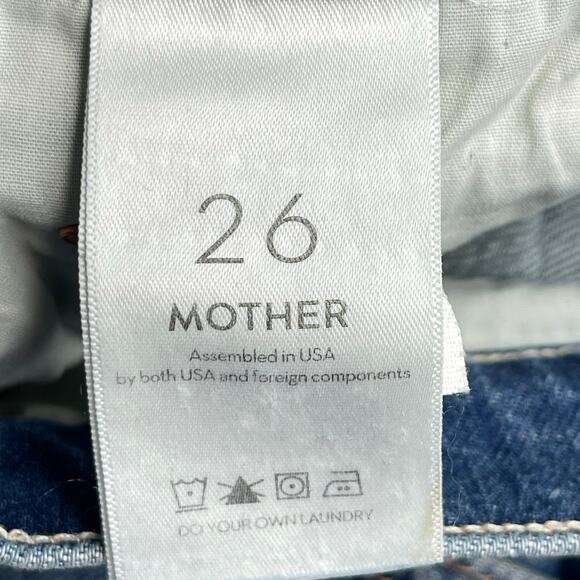 26
MOTHER
Assembled in USA
by both USA and foreign components
DO YOUR OWN LAUNDRY